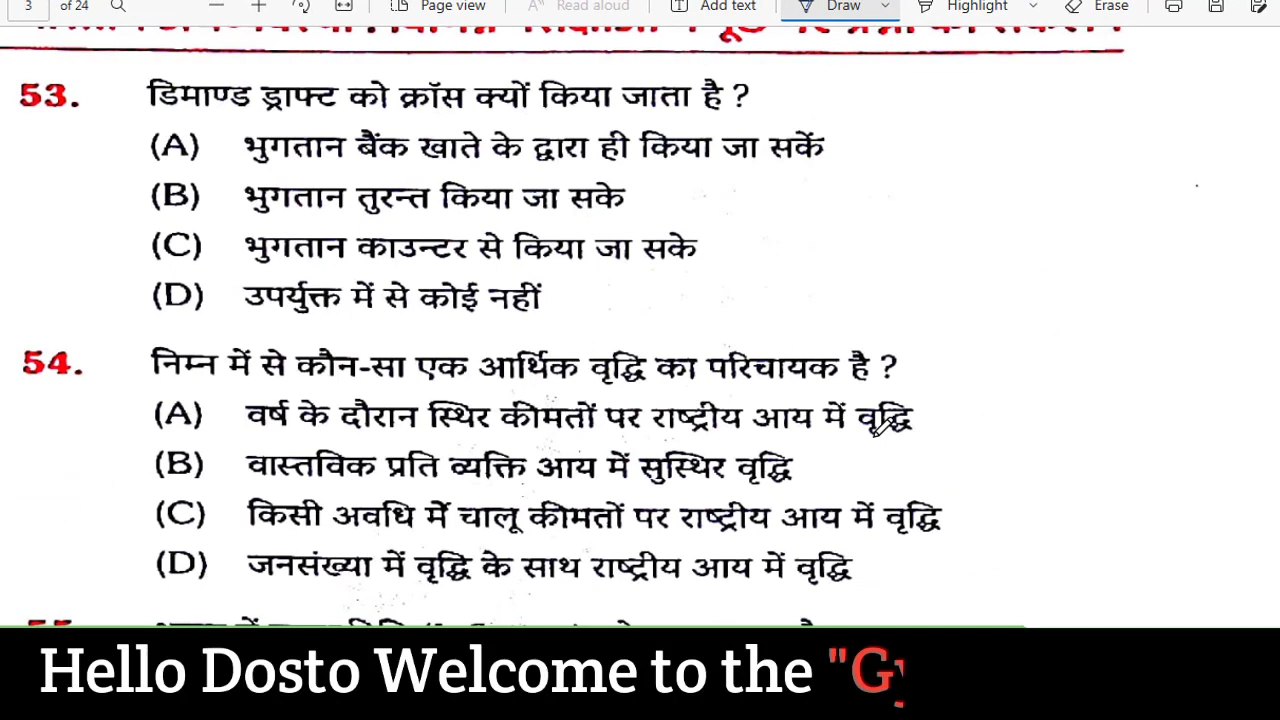 3 of 24 Page view Read aloud Add text Draw Highlight Erase
53. डिमाण्ड ड्राफ्ट को क्रॉस क्यों किया जाता है ?
(A) भुगतान बैंक खाते के द्वारा ही किया जा सकें
(B) भुगतान तुरन्त किया जा सके
(C) भुगतान काउन्टर से किया जा सके
(D) उपर्युक्त में से कोई नहीं
54. निम्न में से कौन-सा एक आर्थिक वृद्धि का परिचायक है ?
(A) वर्ष के दौरान स्थिर कीमतों पर राष्ट्रीय आय में वृद्धि
(B) वास्तविक प्रति व्यक्ति आय में सुस्थिर वृद्धि
(C) किसी अवधि में चालू कीमतों पर राष्ट्रीय आय में वृद्धि
(D) जनसंख्या में वृद्धि के साथ राष्ट्रीय आय में वृद्धि
Hello Dosto Welcome to the "G